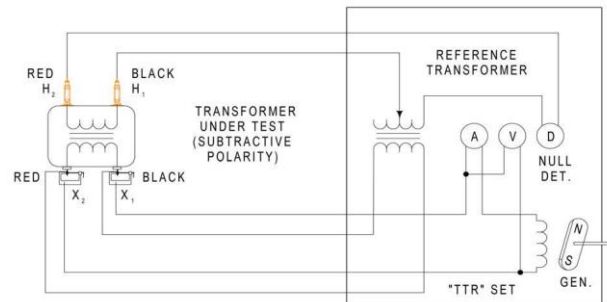 RED
H2
BLACK
H1
REFERENCE
TRANSFORMER
TRANSFORMER
UNDER TEST
(SUBTRACTIVE
POLARITY)
A
V
D
NULL
DET.
RED
X2
BLACK
X1
N
S
"TTR" SET
GEN.